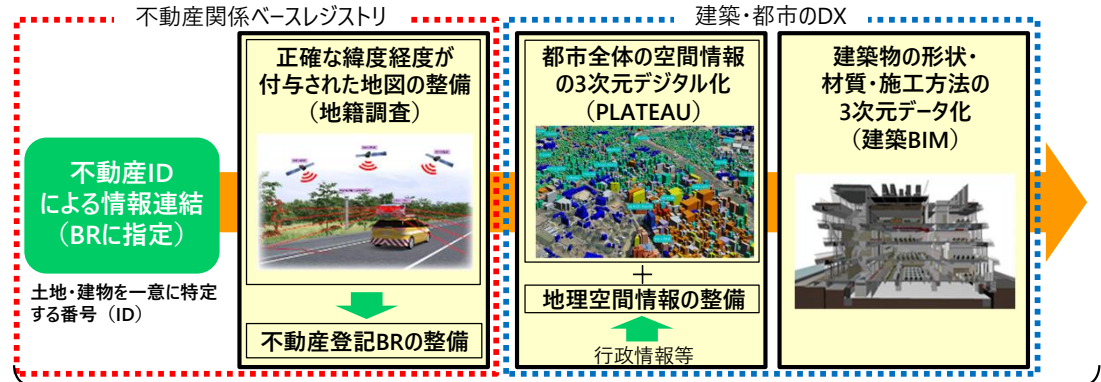 不動産関係ベースレジストリ
建築・都市のDX
不動産ID
による情報連結
（BRに指定）
土地・建物を一意に特定
する番号（ID）
正確な緯度経度が
付与された地図の整備
（地籍調査）
不動産登記BRの整備
都市全体の空間情報
の3次元デジタル化
（PLATEAU）
＋
地理空間情報の整備
行政情報等
建築物の形状・
材質・施工方法の
3次元データ化
（建築BIM）